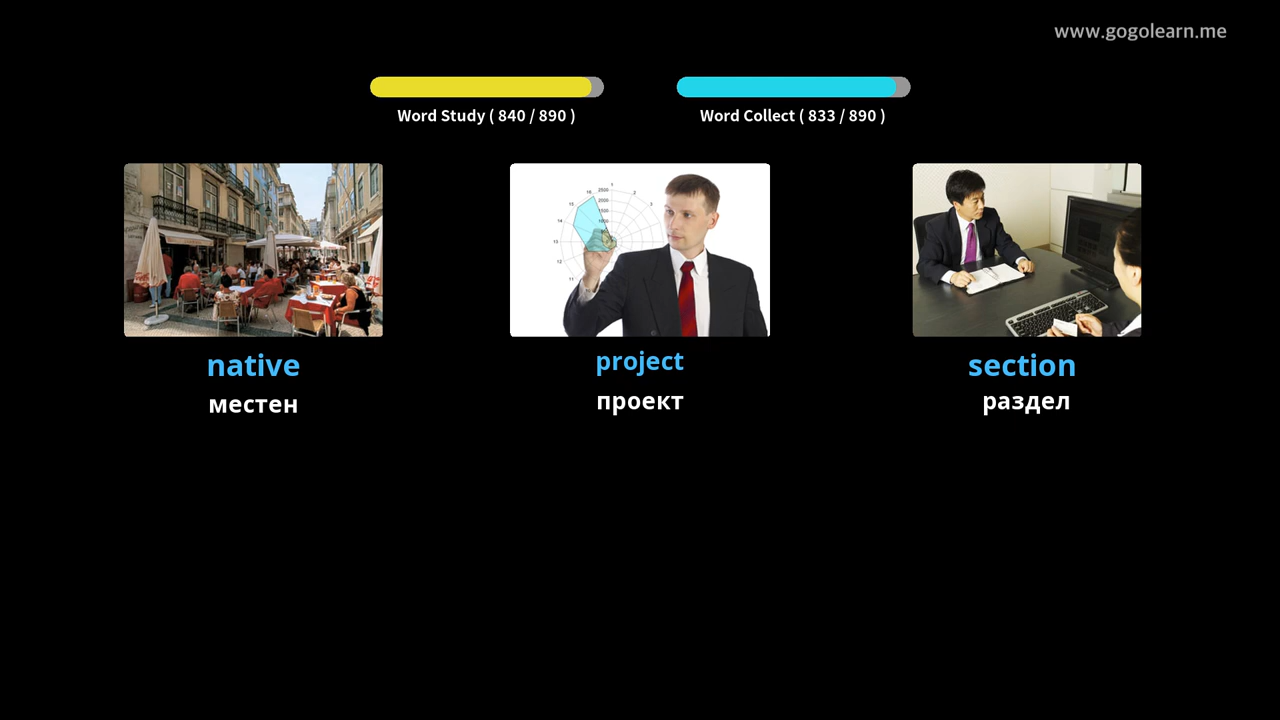 www.gogolearn.me
Word Study ( 840 / 890 )
Word Collect ( 833 / 890 )
native
project
section
местен
проект
раздел